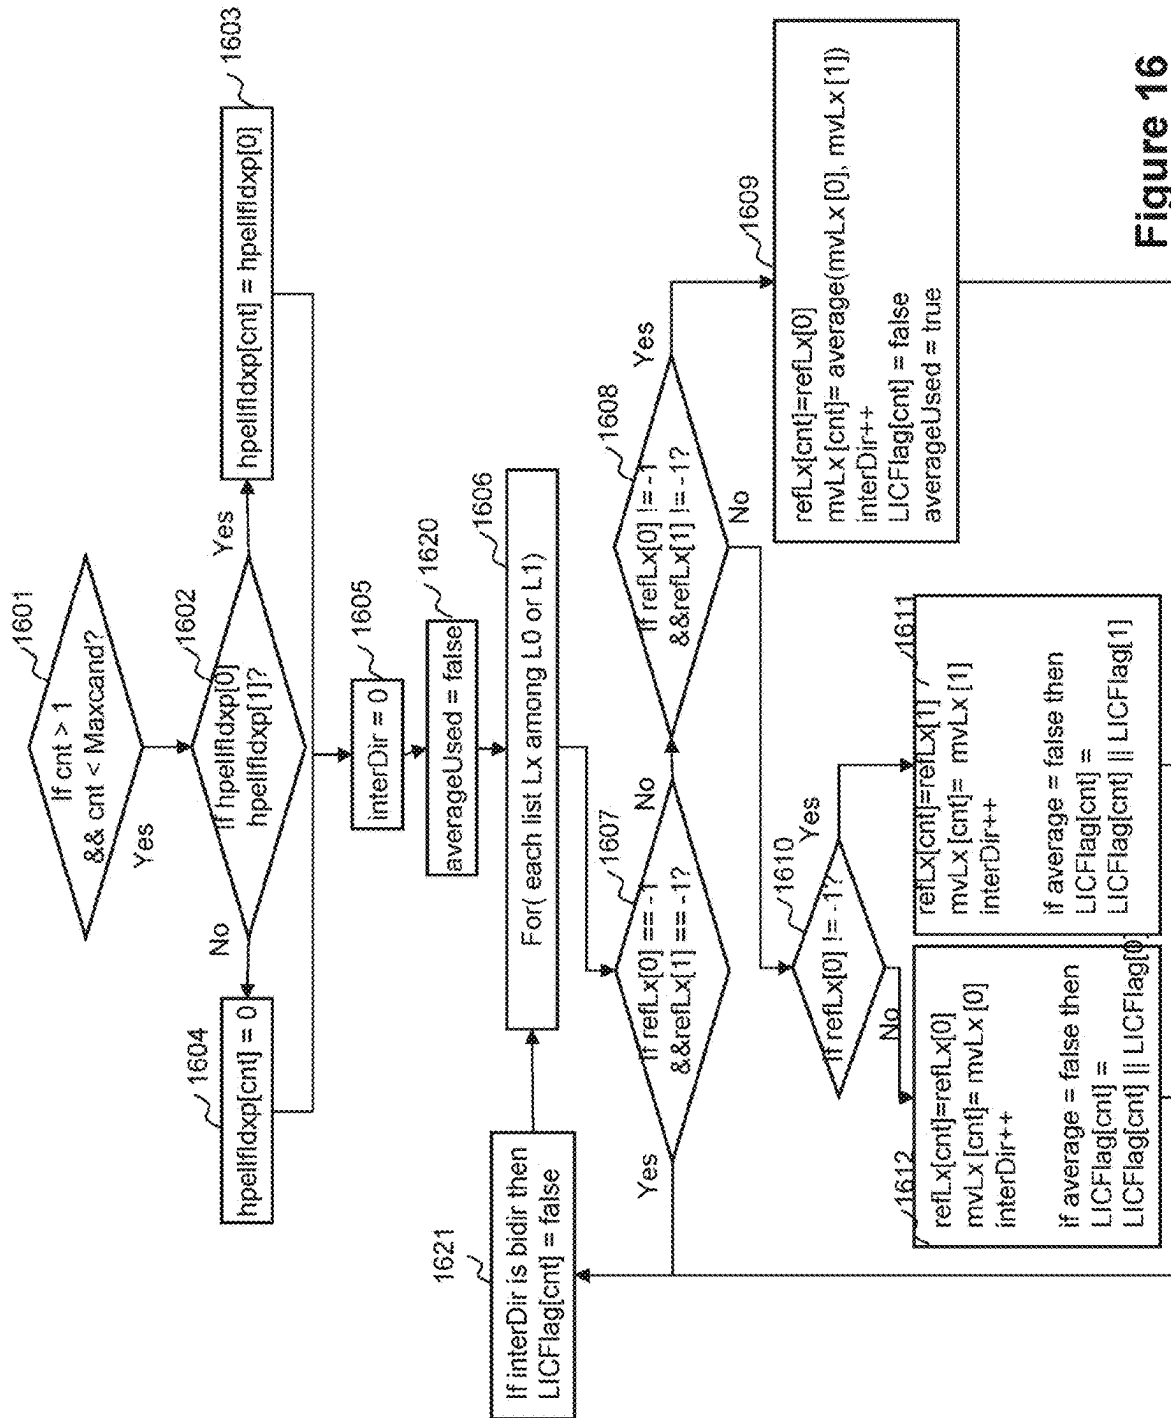 1601
If cnt > 1
&& cnt < Maxcand?
Yes
1602
If hpelIfIdxp[0]
hpelIfIdxp[1]?
No
Yes
1604
hpelIfIdxp[cnt] = 0
1603
hpelIfIdxp[cnt] = hpelIfIdxp[0]
1605
interDir = 0
1620
averageUsed = false
1606
For( each list Lx among L0 or L1)
1621
If interDir is bidir then
LICFlag[cnt] = false
1607
If refLx[0] == -1
&&refLx[1] == -1?
Yes
No
1608
If refLx[0] != -1
&&refLx[1] != -1?
Yes
No
1609
refLx[cnt]=refLx[0]
mvLx [cnt]= average(mvLx [0], mvLx [1])
interDir++
LICFlag[cnt] = false
averageUsed = true
1610
If refLx[0] != -1?
Yes
No
1612
refLx[cnt]=refLx[0]
mvLx [cnt]= mvLx [0]
interDir++
if average = false then
LICFlag[cnt] =
LICFlag[cnt] || LICFlag[0]
1611
refLx[cnt]=refLx[1]
mvLx [cnt]= mvLx [1]
interDir++
if average = false then
LICFlag[cnt] =
LICFlag[cnt] || LICFlag[1]
Figure 16